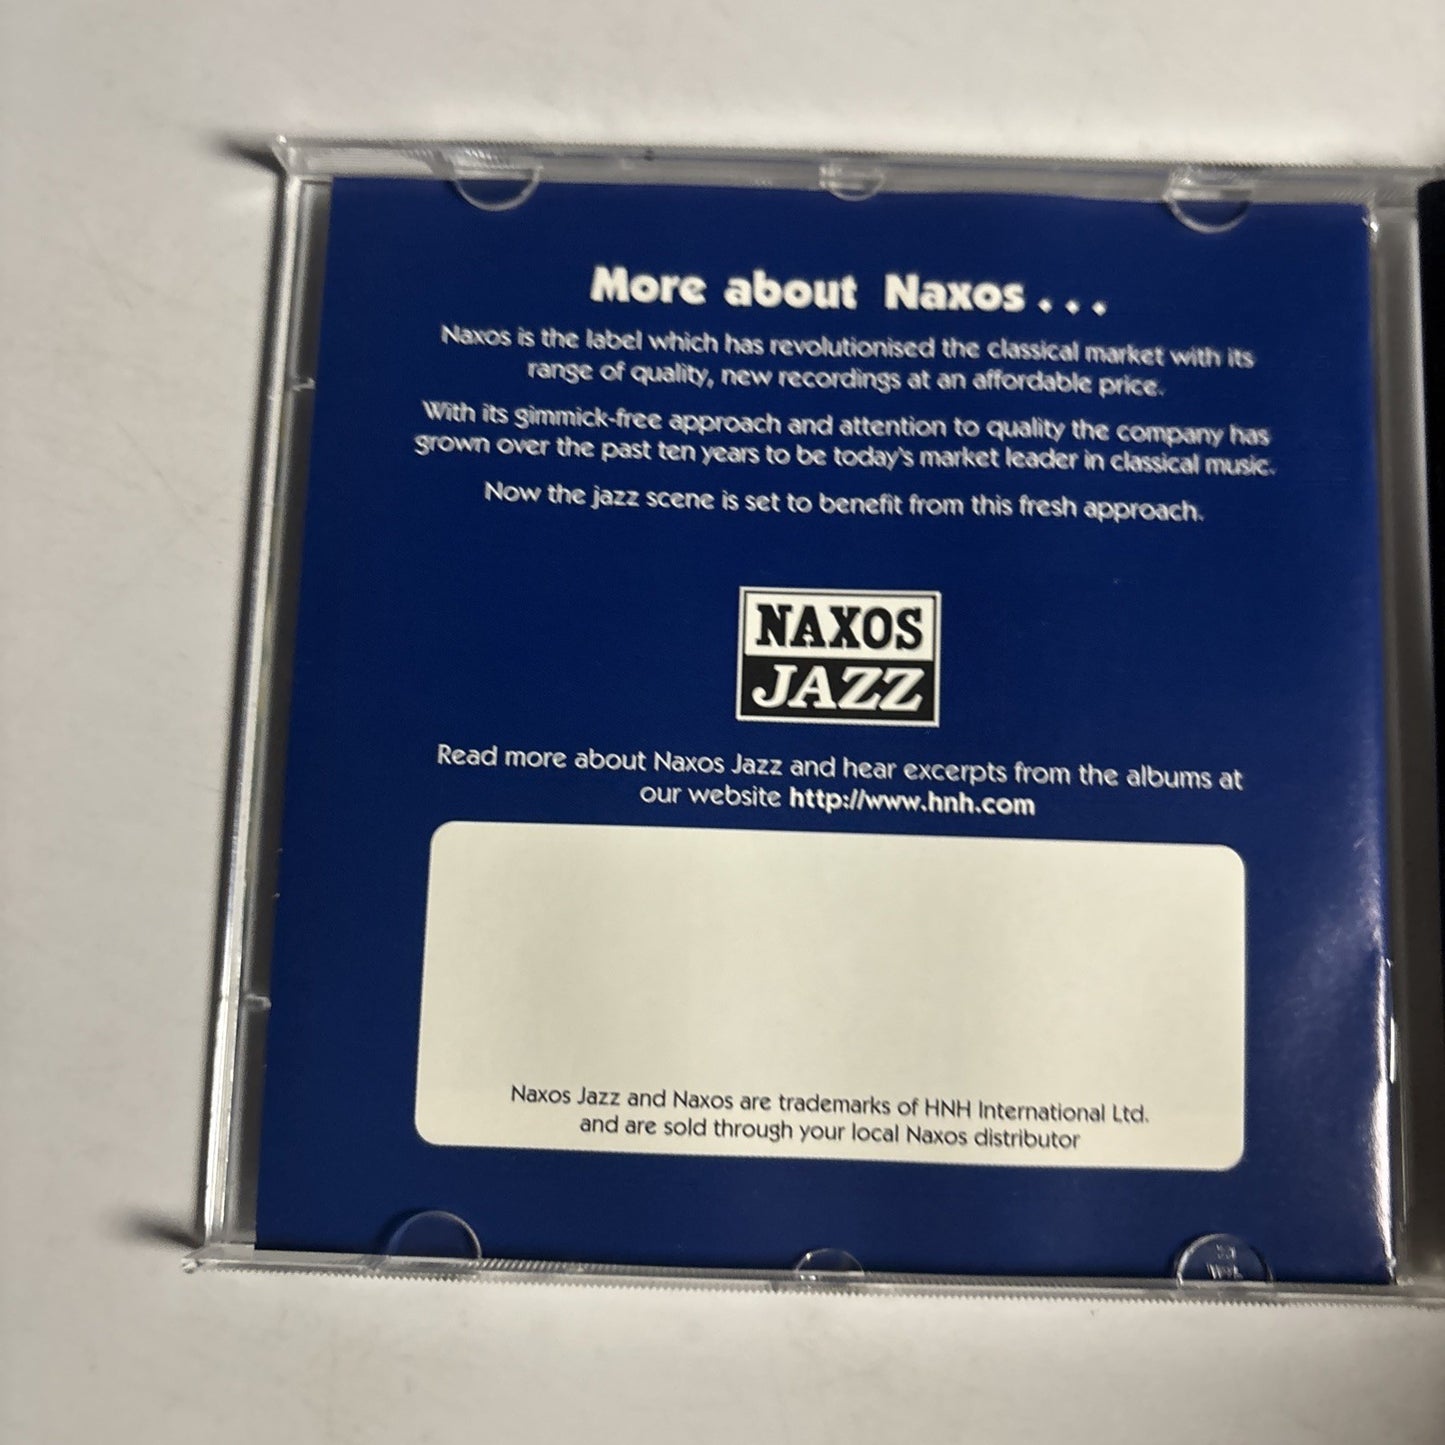 More about Naxos . . .
Naxos is the label which has revolutionised the classical market with its
range of quality, new recordings at an affordable price.
With its gimmick-free approach and attention to quality the company has
grown over the past ten years to be today's market leader in classical music.
Now the jazz scene is set to benefit from this fresh approach.
NAXOS
JAZZ
Read more about Naxos Jazz and hear excerpts from the albums at
our website http://www.hnh.com
Naxos Jazz and Naxos are trademarks of HNH International Ltd.
and are sold through your local Naxos distributor